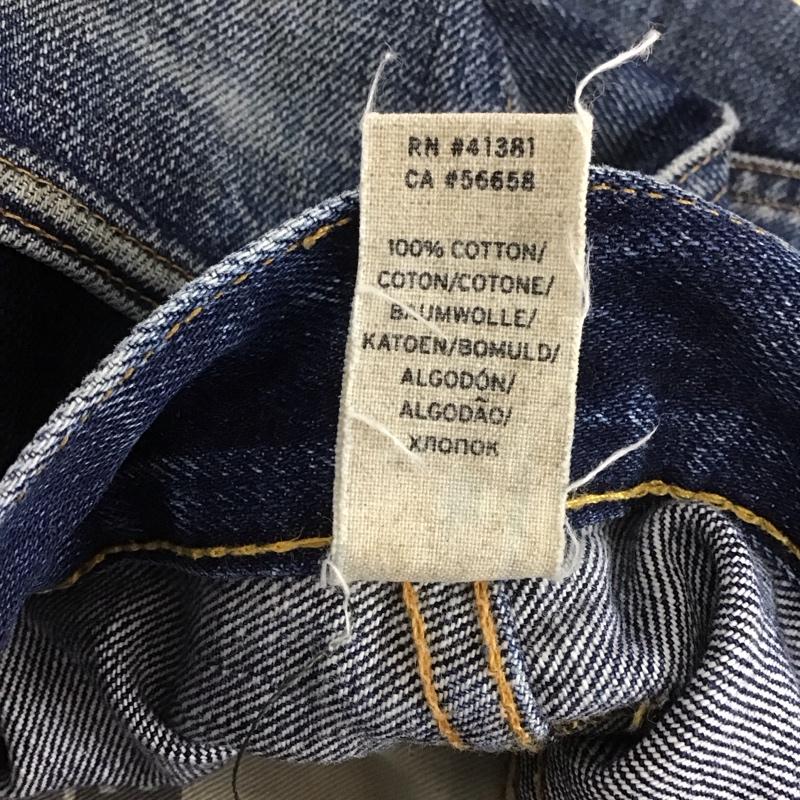 RN #41381
CA #56658
100% COTTON/
COTON/COTONE/
BAUMWOLLE/
KATOEN/BOMULD/
ALGODÓN/
ALGODÃO/
хлопок